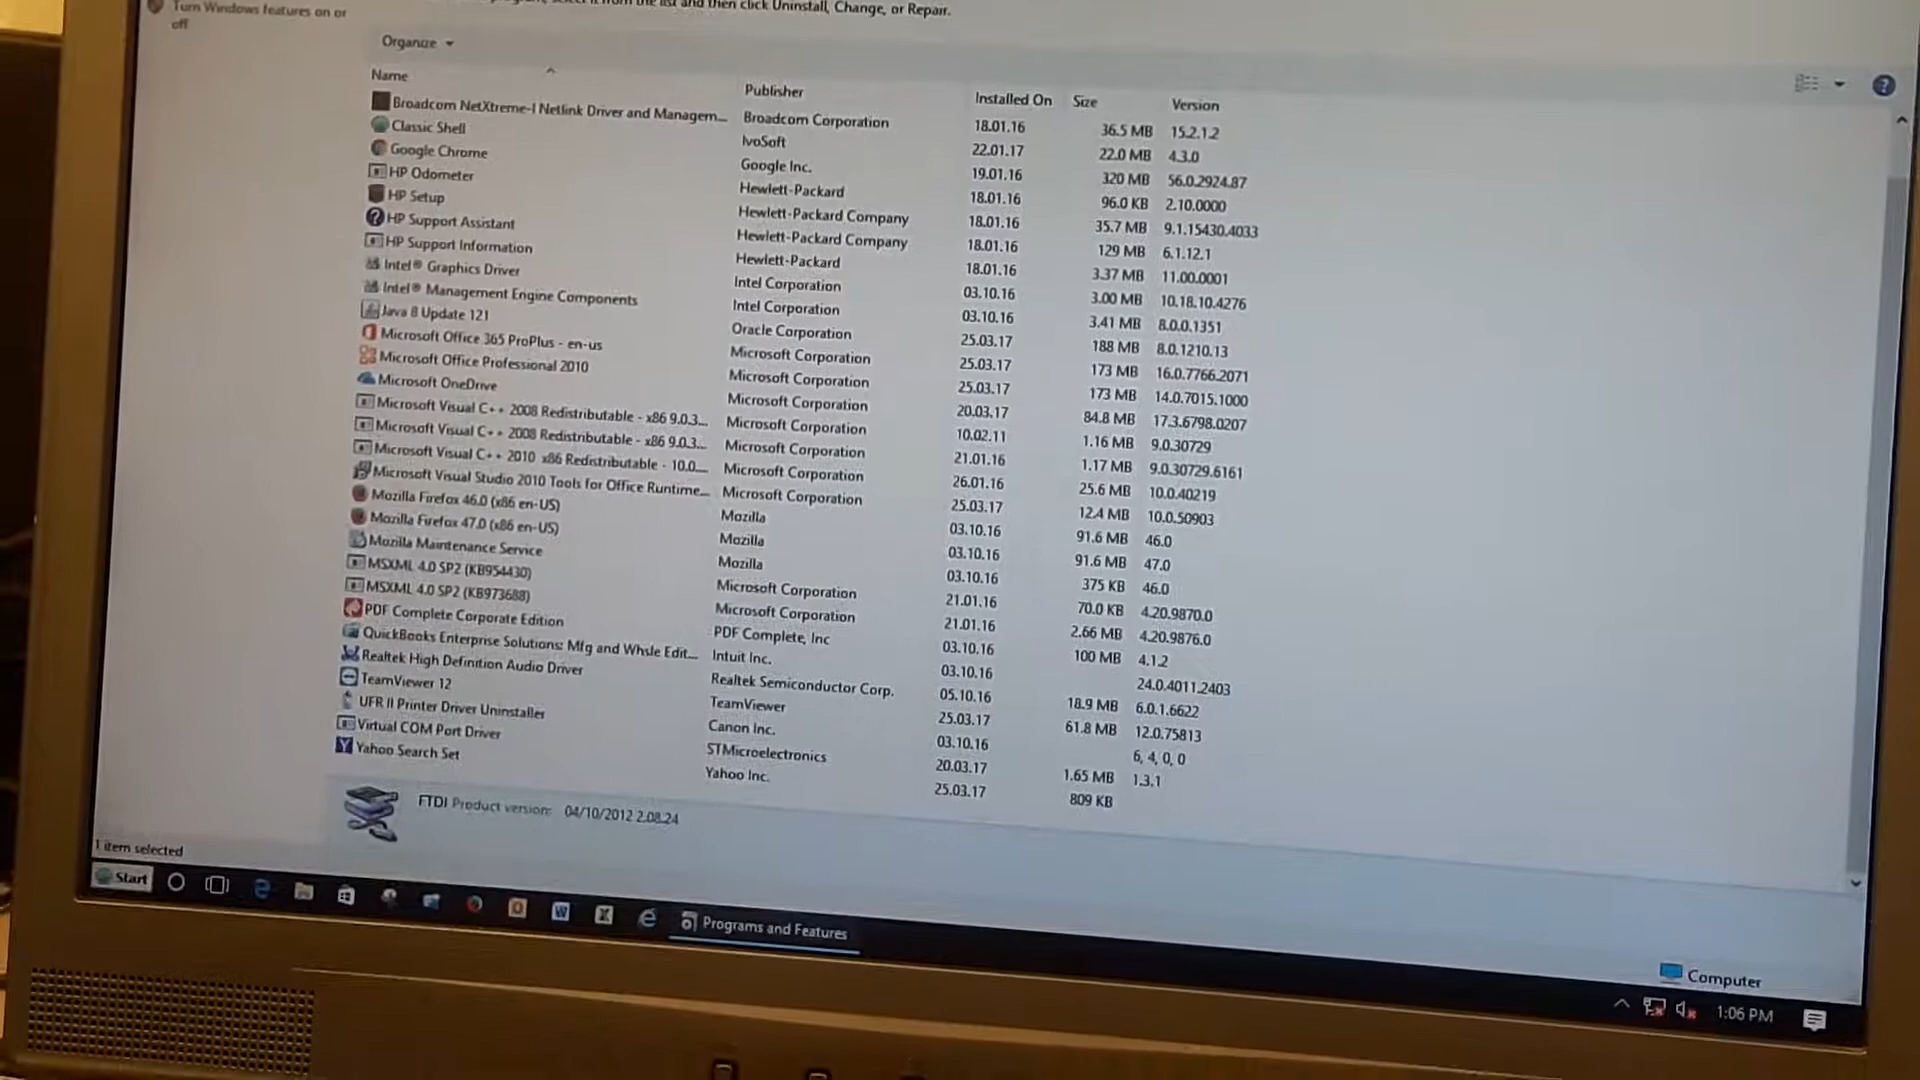 Turn Windows features on or
off
select it from the list and then click Uninstall, Change, or Repair.
Organize
Name Publisher Installed On Size Version
Broadcom NetXtreme-I Netlink Driver and Managem... Broadcom Corporation 18.01.16 36.5 MB 15.2.1.2
Classic Shell IvoSoft 22.01.17 22.0 MB 4.3.0
Google Chrome Google Inc. 19.01.16 320 MB 56.0.2924.87
HP Odometer Hewlett-Packard 18.01.16 96.0 KB 2.10.0000
HP Setup Hewlett-Packard Company 18.01.16 35.7 MB 9.1.15430.4033
HP Support Assistant Hewlett-Packard Company 18.01.16 129 MB 6.1.12.1
HP Support Information Hewlett-Packard 18.01.16 3.37 MB 11.00.0001
Intel® Graphics Driver Intel Corporation 03.10.16 3.00 MB 10.18.10.4276
Intel® Management Engine Components Intel Corporation 03.10.16 3.41 MB 8.0.0.1351
Java 8 Update 121 Oracle Corporation 25.03.17 188 MB 8.0.1210.13
Microsoft Office 365 ProPlus - en-us Microsoft Corporation 25.03.17 173 MB 16.0.7766.2071
Microsoft Office Professional 2010 Microsoft Corporation 25.03.17 173 MB 14.0.7015.1000
Microsoft OneDrive Microsoft Corporation 20.03.17 84.8 MB 17.3.6798.0207
Microsoft Visual C++ 2008 Redistributable - x86 9.0.3... Microsoft Corporation 10.02.11 1.16 MB 9.0.30729
Microsoft Visual C++ 2008 Redistributable - x86 9.0.3... Microsoft Corporation 21.01.16 1.17 MB 9.0.30729.6161
Microsoft Visual C++ 2010 x86 Redistributable - 10.0.... Microsoft Corporation 26.01.16 25.6 MB 10.0.40219
Microsoft Visual Studio 2010 Tools for Office Runtime... Microsoft Corporation 25.03.17 12.4 MB 10.0.50903
Mozilla Firefox 46.0 (x86 en-US) Mozilla 03.10.16 91.6 MB 46.0
Mozilla Firefox 47.0 (x86 en-US) Mozilla 03.10.16 91.6 MB 47.0
Mozilla Maintenance Service Mozilla 03.10.16 375 KB 46.0
MSXML 4.0 SP2 (KB954430) Microsoft Corporation 21.01.16 70.0 KB 4.20.9870.0
MSXML 4.0 SP2 (KB973688) Microsoft Corporation 21.01.16 2.66 MB 4.20.9876.0
PDF Complete Corporate Edition PDF Complete, Inc 03.10.16 100 MB 4.1.2
QuickBooks Enterprise Solutions: Mfg and Whsle Edit... Intuit Inc. 03.10.16 24.0.4011.2403
Realtek High Definition Audio Driver Realtek Semiconductor Corp. 05.10.16 18.9 MB 6.0.1.6622
TeamViewer 12 TeamViewer 25.03.17 61.8 MB 12.0.75813
UFR II Printer Driver Uninstaller Canon Inc. 03.10.16 6, 4, 0, 0
Virtual COM Port Driver STMicroelectronics 20.03.17 1.65 MB 1.3.1
Yahoo Search Set Yahoo Inc. 25.03.17 809 KB
FTDI Product version: 04/10/2012 2.08.24
1 item selected
Start
Programs and Features
Computer
1:06 PM